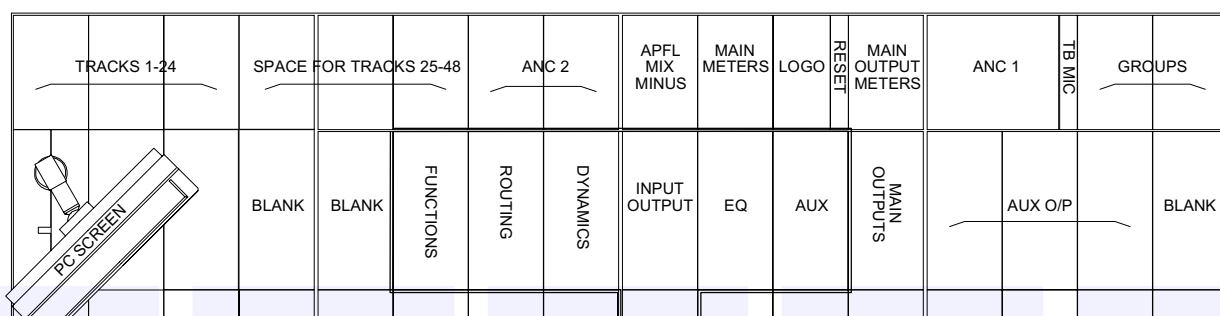 TRACKS 1-24
SPACE FOR TRACKS 25-48
ANC 2
APFL
MIX
MINUS
MAIN
METERS
LOGO
RESET
MAIN
OUTPUT
METERS
ANC 1
TB MIC
GROUPS
PC SCREEN
BLANK
BLANK
FUNCTIONS
ROUTING
DYNAMICS
INPUT
OUTPUT
EQ
AUX
MAIN
OUTPUTS
AUX O/P
BLANK